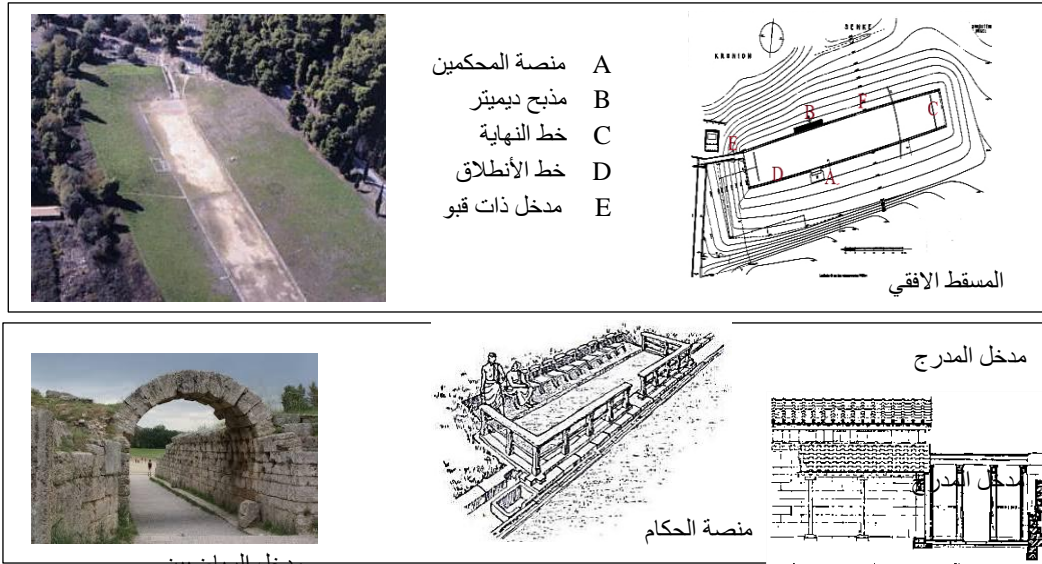 A منصة المحكمين
B مذبح ديميتر
C خط النهاية
D خط الأنطلاق
E مدخل ذات قبو
KRONION
B
F
C
E
D
A
المسقط الافقي
مدخل المدرج
مدخل المدرج
منصة الحكام